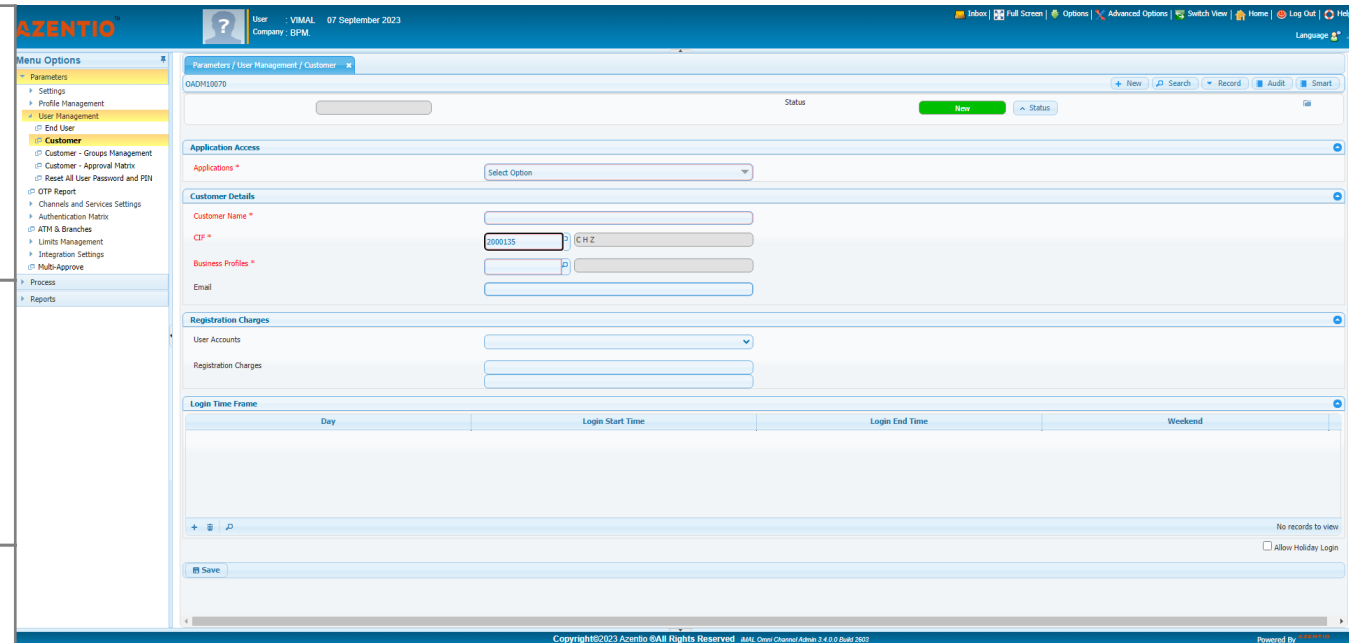 AZENTIO
User : VIMAL 07 September 2023
Company : BPM.
Inbox | Full Screen | Options | Advanced Options | Switch View | Home | Log Out |
Language
Menu Options
Parameters
Settings
Profile Management
User Management
End User
Customer
Customer - Groups Management
Customer - Approval Matrix
Reset All User Password and PIN
OTP Report
Channels and Services Settings
Authentication Matrix
ATM & Branches
Limits Management
Integration Settings
Multi-Approve
Process
Reports
Parameters / User Management / Customer
OADM10070
New Search Record Audit Smart
Status New Status
Application Access
Applications *
Select Option
Customer Details
Customer Name *
CIF *
2000135
C H Z
Business Profiles *
Email
Registration Charges
User Accounts
Registration Charges
Login Time Frame
Day Login Start Time Login End Time Weekend
No records to view
Allow Holiday Login
Save
Copyright©2023 Azentio ®All Rights Reserved iMAL Omni Channel Admin 3.4.0.0 Build 2603
Powered By